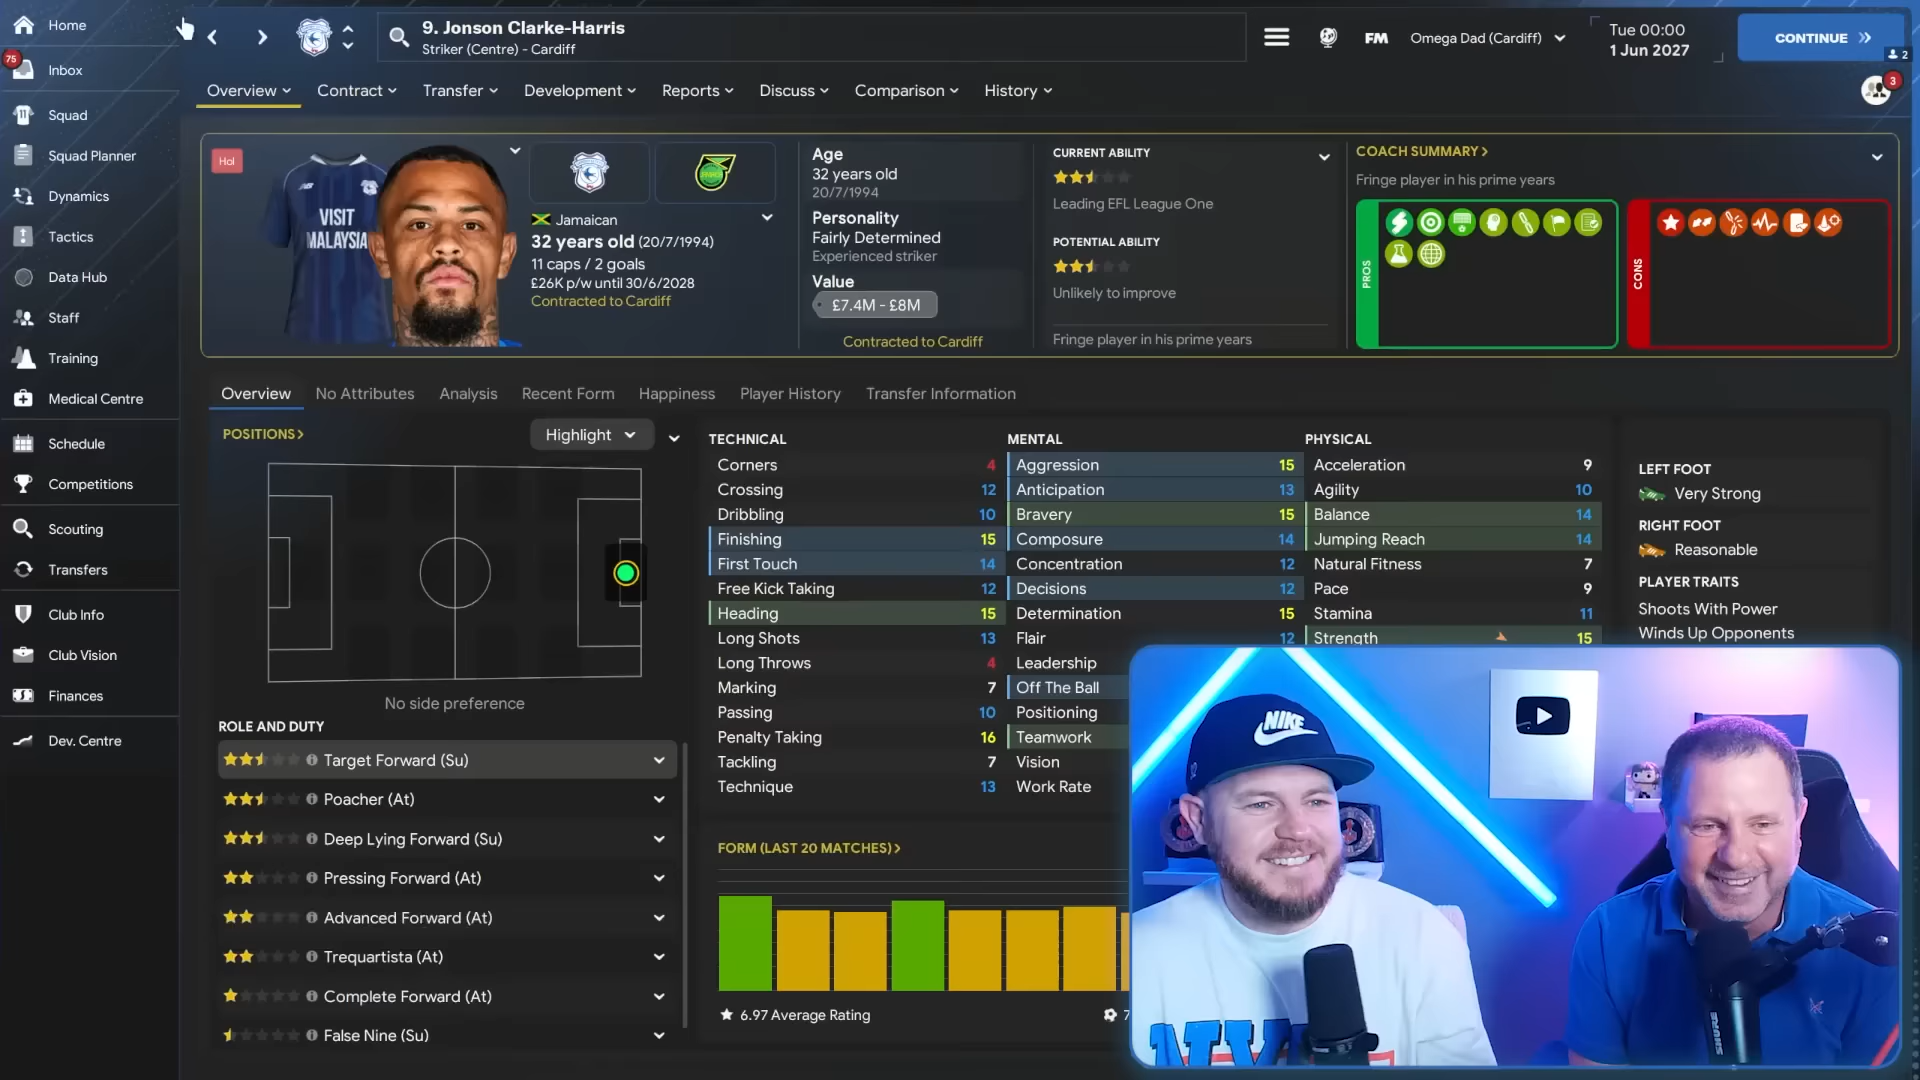 Home
75
Inbox
Squad
Squad Planner
Dynamics
Tactics
Data Hub
Staff
Training
Medical Centre
Schedule
Competitions
Scouting
Transfers
Club Info
Club Vision
Finances
Dev. Centre
9. Jonson Clarke-Harris
Striker (Centre) - Cardiff
FM
Omega Dad (Cardiff)
Tue 00:00
1 Jun 2027
CONTINUE
2
3
Overview
Contract
Transfer
Development
Reports
Discuss
Comparison
History
Hol
VISIT
MALAYSIA
Jamaican
32 years old (20/7/1994)
11 caps / 2 goals
£26K p/w until 30/6/2028
Contracted to Cardiff
Age
32 years old
20/7/1994
Personality
Fairly Determined
Experienced striker
Value
£7.4M - £8M
Contracted to Cardiff
CURRENT ABILITY
Leading EFL League One
POTENTIAL ABILITY
Unlikely to improve
Fringe player in his prime years
COACH SUMMARY >
Fringe player in his prime years
PROS
CONS
Overview
No Attributes
Analysis
Recent Form
Happiness
Player History
Transfer Information
POSITIONS >
Highlight
No side preference
ROLE AND DUTY
Target Forward (Su)
Poacher (At)
Deep Lying Forward (Su)
Pressing Forward (At)
Advanced Forward (At)
Trequartista (At)
Complete Forward (At)
False Nine (Su)
TECHNICAL
Corners 4
Crossing 12
Dribbling 10
Finishing 15
First Touch 14
Free Kick Taking 12
Heading 15
Long Shots 13
Long Throws 4
Marking 7
Passing 10
Penalty Taking 16
Tackling 7
Technique 13
MENTAL
Aggression 15
Anticipation 13
Bravery 15
Composure 14
Concentration 12
Decisions 12
Determination 15
Flair 12
Leadership
Off The Ball
Positioning
Teamwork
Vision
Work Rate
PHYSICAL
Acceleration 9
Agility 10
Balance 14
Jumping Reach 14
Natural Fitness 7
Pace 9
Stamina 11
Strength 15
LEFT FOOT
Very Strong
RIGHT FOOT
Reasonable
PLAYER TRAITS
Shoots With Power
Winds Up Opponents
FORM (LAST 20 MATCHES) >
6.97 Average Rating
7
NIKE
SHURE